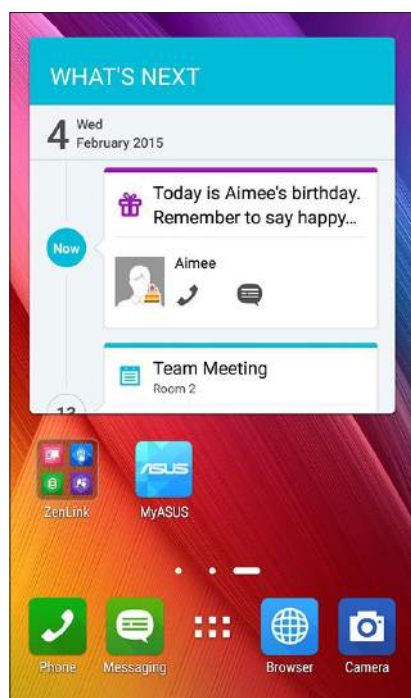 WHAT'S NEXT
4
Wed
February 2015
Today is Aimee's birthday.
Remember to say happy...
Now
Aimee
Team Meeting
Room 2
ASUS
ZenLink
MyASUS
Phone
Messaging
Browser
Camera